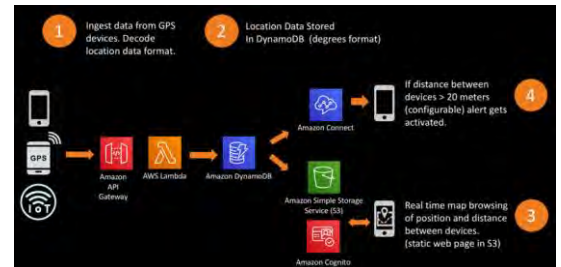 1
Ingest data from GPS
devices. Decode
location data format.
2
Location Data Stored
In DynamoDB (degrees format)
4
If distance between
devices > 20 meters
(configurable) alert gets
activated.
Amazon Connect
GPS
IoT
Amazon
API
Gateway
AWS Lambda
Amazon DynamoDB
Amazon Simple Storage
Service (S3)
Real time map browsing
of position and distance
between devices.
(static web page in S3)
3
Amazon Cognito